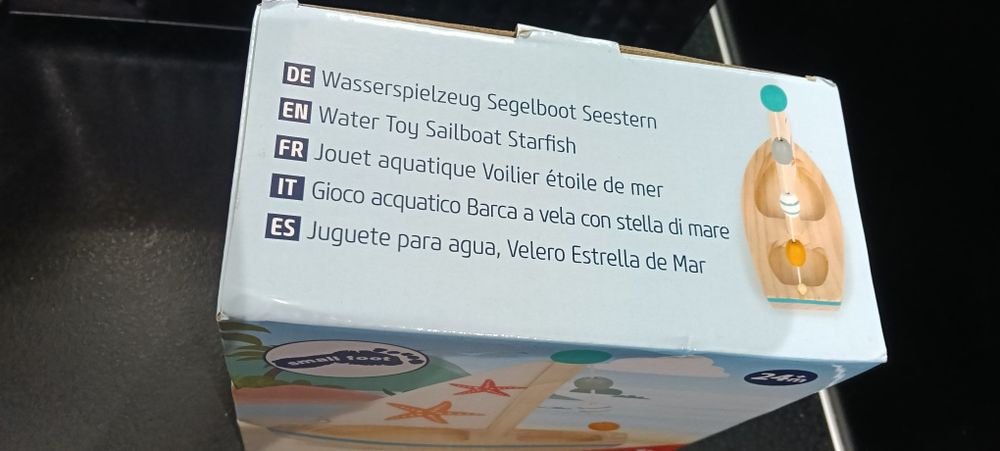 DE Wasserspielzeug Segelboot Seestern
EN Water Toy Sailboat Starfish
FR Jouet aquatique Voilier étoile de mer
IT Gioco acquatico Barca a vela con stella di mare
ES Juguete para agua, Velero Estrella de Mar
small foot
24m+